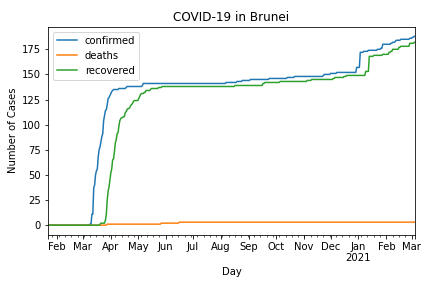 COVID-19 in Brunei
confirmed
deaths
recovered
Number of Cases
175
150
125
100
75
50
25
0
Feb Mar Apr May Jun Jul Aug Sep Oct Nov Dec Jan Feb Mar
2021
Day